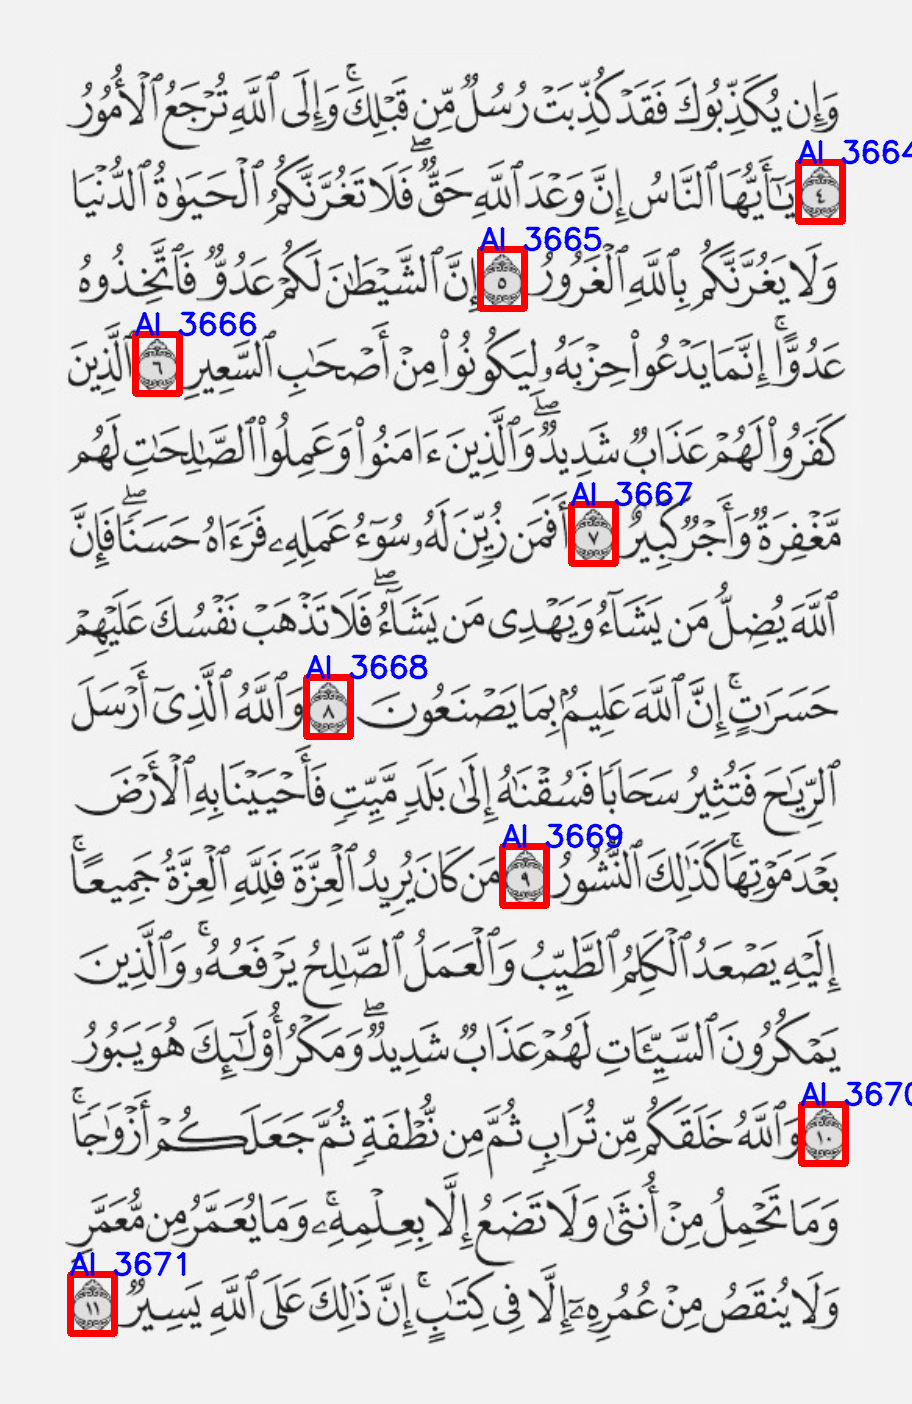 وَإِن يُكَذِّبُوكَ فَقَدْ كُذِّبَتْ رُسُلٌ مِّن قَبْلِكَ ۚ وَإِلَى ٱللَّهِ تُرْجَعُ ٱلْأُمُورُ
AI_3664
٤ يَـٰٓأَيُّهَا ٱلنَّاسُ إِنَّ وَعْدَ ٱللَّهِ حَقٌّ ۖ فَلَا تَغُرَّنَّكُمُ ٱلْحَيَوٰةُ ٱلدُّنْيَا
AI_3665
وَلَا يَغُرَّنَّكُم بِٱللَّهِ ٱلْغَرُورُ ٥ إِنَّ ٱلشَّيْطَـٰنَ لَكُمْ عَدُوٌّ فَٱتَّخِذُوهُ
AI_3666
عَدُوًّا ۚ إِنَّمَا يَدْعُوا۟ حِزْبَهُۥ لِيَكُونُوا۟ مِنْ أَصْحَـٰبِ ٱلسَّعِيرِ ٦ ٱلَّذِينَ
كَفَرُوا۟ لَهُمْ عَذَابٌ شَدِيدٌ ۖ وَٱلَّذِينَ ءَامَنُوا۟ وَعَمِلُوا۟ ٱلصَّـٰلِحَـٰتِ لَهُم
AI_3667
مَّغْفِرَةٌ وَأَجْرٌ كَبِيرٌ ٧ أَفَمَن زُيِّنَ لَهُۥ سُوٓءُ عَمَلِهِۦ فَرَءَاهُ حَسَنًا ۖ فَإِنَّ
ٱللَّهَ يُضِلُّ مَن يَشَآءُ وَيَهْدِى مَن يَشَآءُ ۖ فَلَا تَذْهَبْ نَفْسُكَ عَلَيْهِمْ
AI_3668
حَسَرَٰتٍ ۚ إِنَّ ٱللَّهَ عَلِيمٌۢ بِمَا يَصْنَعُونَ ٨ وَٱللَّهُ ٱلَّذِىٓ أَرْسَلَ
ٱلرِّيَـٰحَ فَتُثِيرُ سَحَابًا فَسُقْنَـٰهُ إِلَىٰ بَلَدٍ مَّيِّتٍ فَأَحْيَيْنَا بِهِ ٱلْأَرْضَ
AI_3669
بَعْدَ مَوْتِهَا ۚ كَذَٰلِكَ ٱلنُّشُورُ ٩ مَن كَانَ يُرِيدُ ٱلْعِزَّةَ فَلِلَّهِ ٱلْعِزَّةُ جَمِيعًا ۚ
إِلَيْهِ يَصْعَدُ ٱلْكَلِمُ ٱلطَّيِّبُ وَٱلْعَمَلُ ٱلصَّـٰلِحُ يَرْفَعُهُۥ ۚ وَٱلَّذِينَ
يَمْكُرُونَ ٱلسَّيِّـَٔاتِ لَهُمْ عَذَابٌ شَدِيدٌ ۖ وَمَكْرُ أُو۟لَـٰٓئِكَ هُوَ يَبُورُ
AI_3670
١٠ وَٱللَّهُ خَلَقَكُم مِّن تُرَابٍ ثُمَّ مِن نُّطْفَةٍ ثُمَّ جَعَلَكُمْ أَزْوَٰجًا ۚ
وَمَا تَحْمِلُ مِنْ أُنثَىٰ وَلَا تَضَعُ إِلَّا بِعِلْمِهِۦ ۚ وَمَا يُعَمَّرُ مِن مُّعَمَّرٍ
AI_3671
وَلَا يُنقَصُ مِنْ عُمُرِهِۦٓ إِلَّا فِى كِتَـٰبٍ ۚ إِنَّ ذَٰلِكَ عَلَى ٱللَّهِ يَسِيرٌ ١١